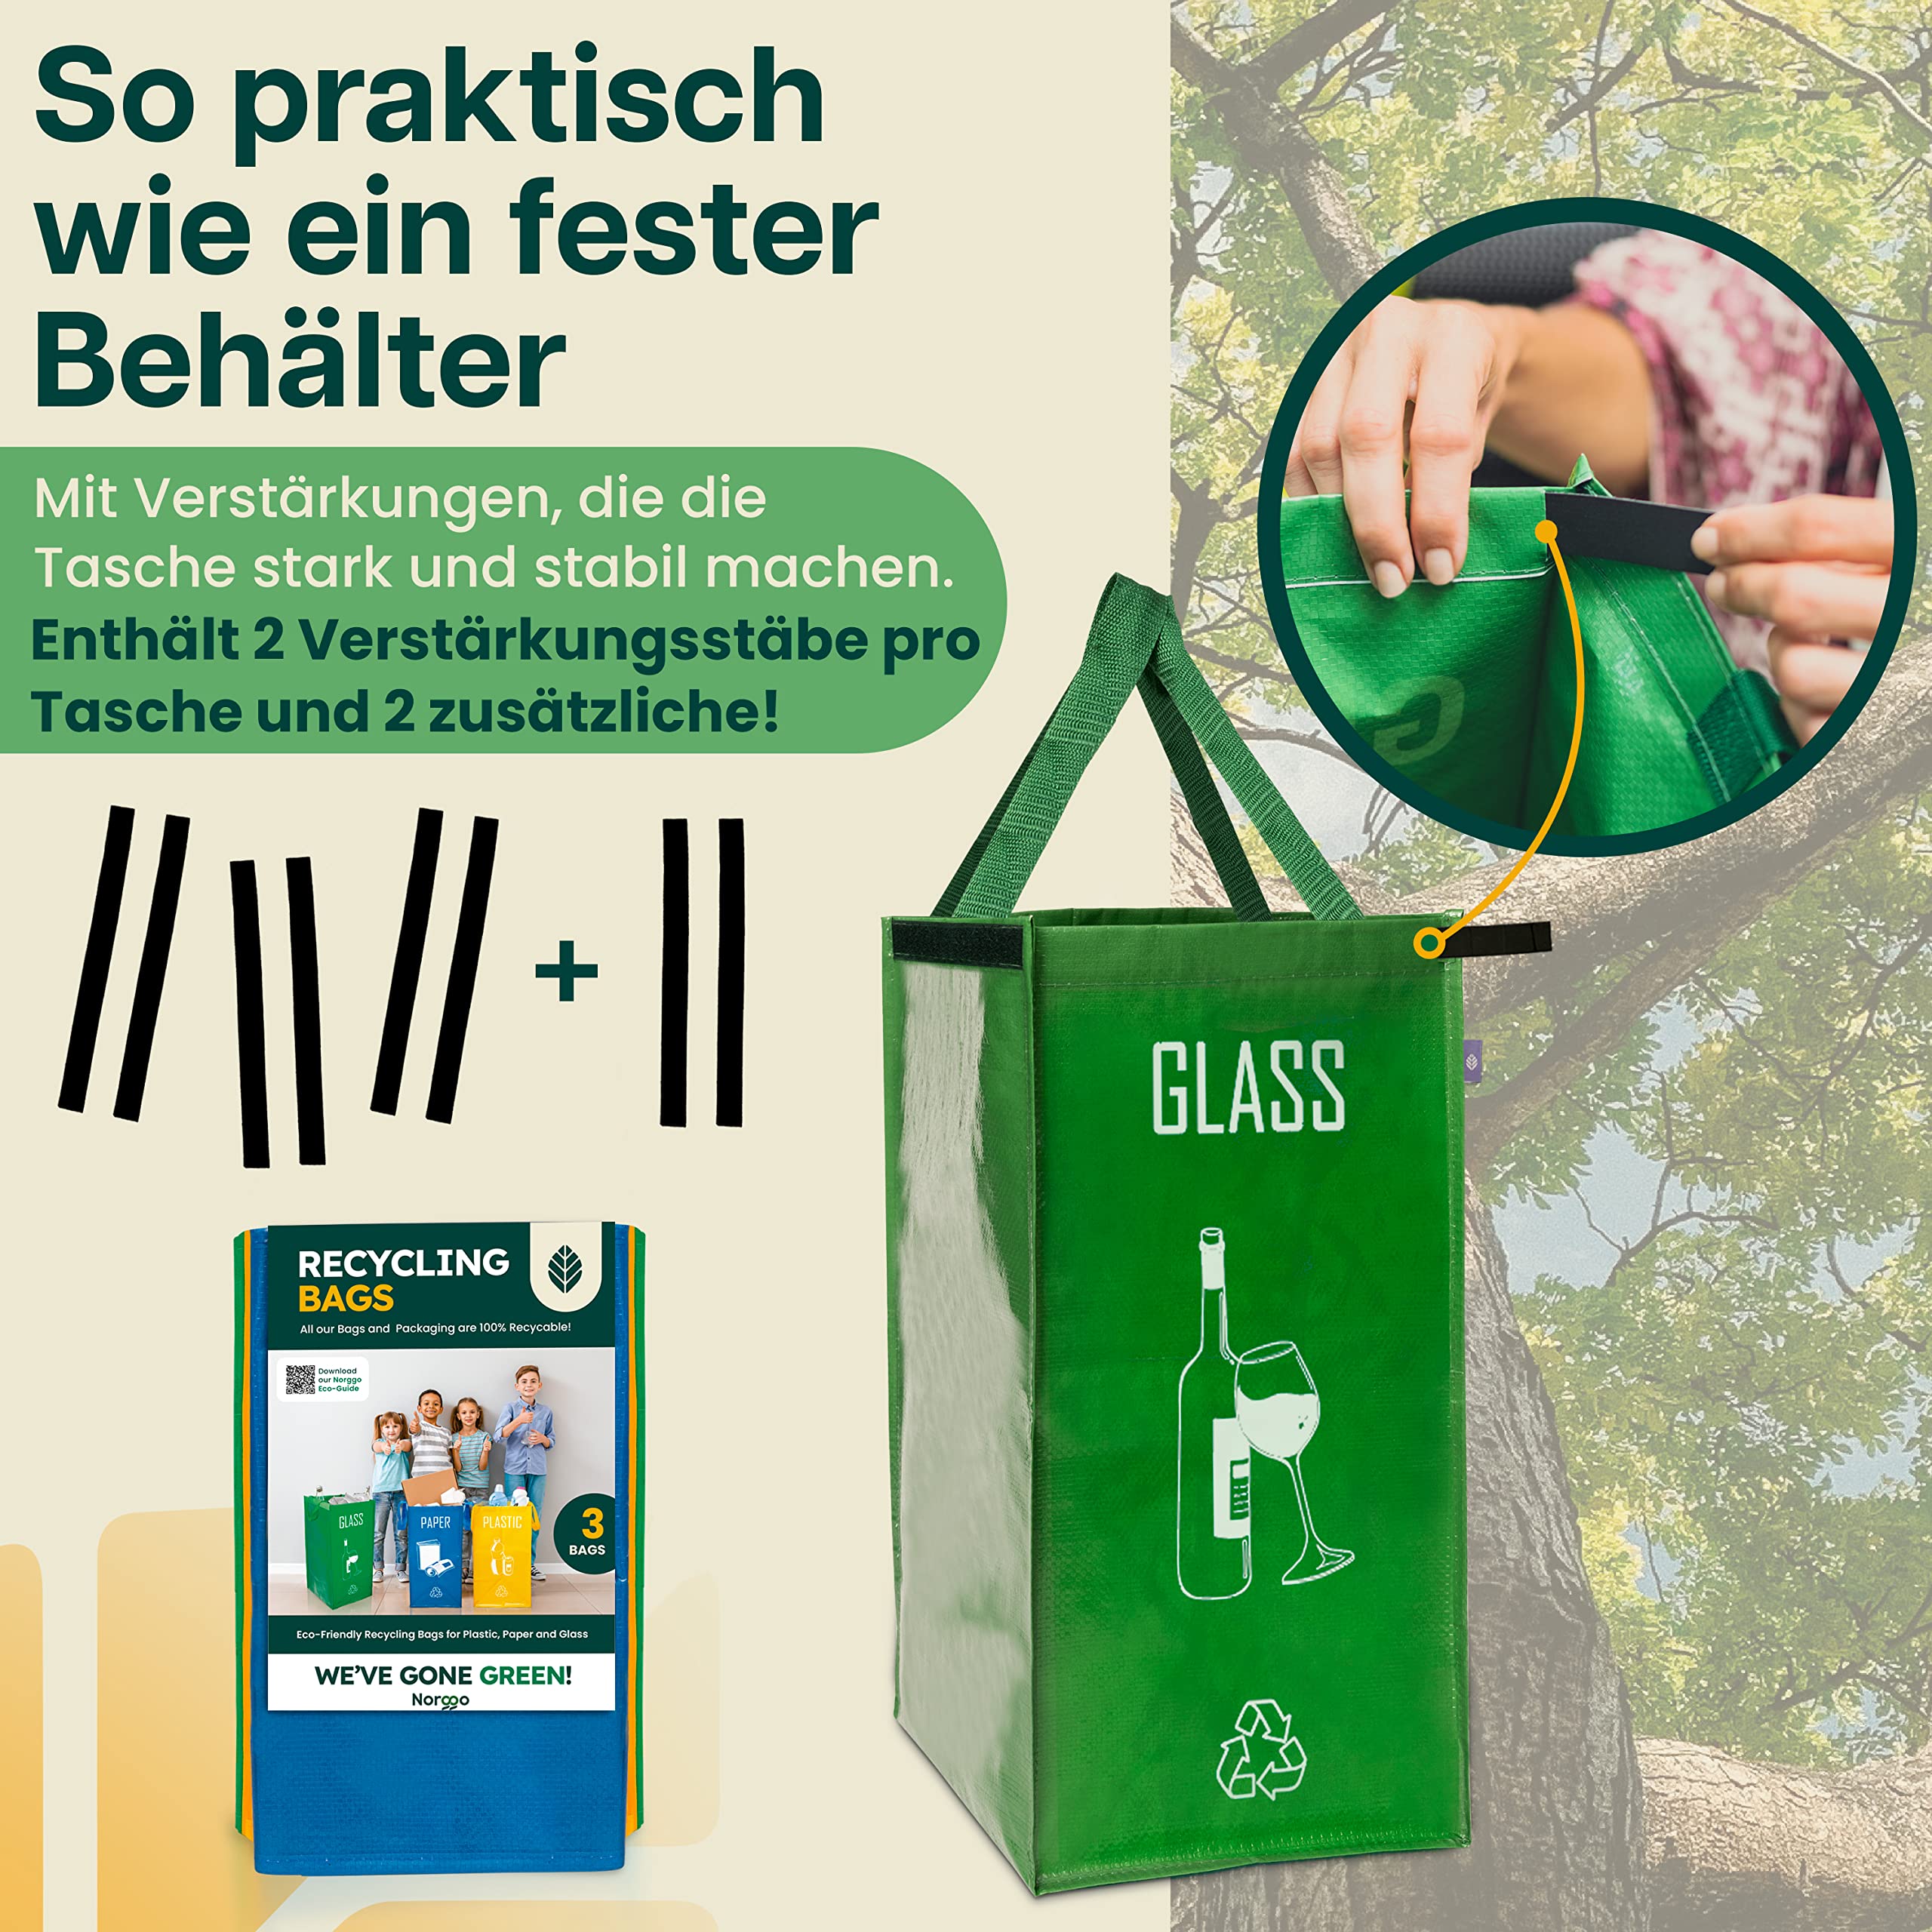 So praktisch
wie ein fester
Behälter
Mit Verstärkungen, die die
Tasche stark und stabil machen.
Enthält 2 Verstärkungsstäbe pro
Tasche und 2 zusätzliche!
+
G
GLASS
RECYCLING
BAGS
All our Bags and Packaging are 100% Recycable!
Download
our Norggo
Eco-Guide
GLASS
PAPER
PLASTIC
3
BAGS
Eco-Friendly Recycling Bags for Plastic, Paper and Glass
WE'VE GONE GREEN!
Norggo